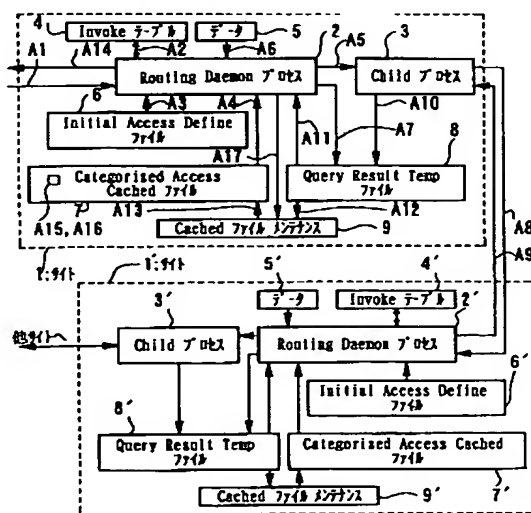 4
Invoke テーブル
データ
5
2
A5
3
A1
A14
A2
A6
Routing Daemon プロセス
Child プロセス
6
A3
A4
A10
Initial Access Define
ファイル
A11
A7
8
A17
Categorised Access
Cached ファイル
Query Result Temp
ファイル
A15, A16
7
A13
A12
Cached ファイル メンテナンス
9
A8
A9
1:サイト
1′:サイト
5′
4′
3′
データ
Invoke テーブル
2′
他サイトへ
Child プロセス
Routing Daemon プロセス
Initial Access Define
ファイル
6′
8′
Query Result Temp
ファイル
Categorized Access Cached
ファイル
Cached ファイル メンテナンス
9′
7′